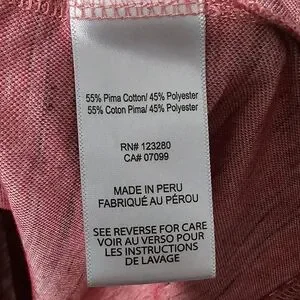 55% Pima Cotton/ 45% Polyester
55% Coton Pima/ 45% Polyester
RN# 123280
CA# 07099
MADE IN PERU
FABRIQUÉ AU PÉROU
SEE REVERSE FOR CARE
VOIR AU VERSO POUR
LES INSTRUCTIONS
DE LAVAGE